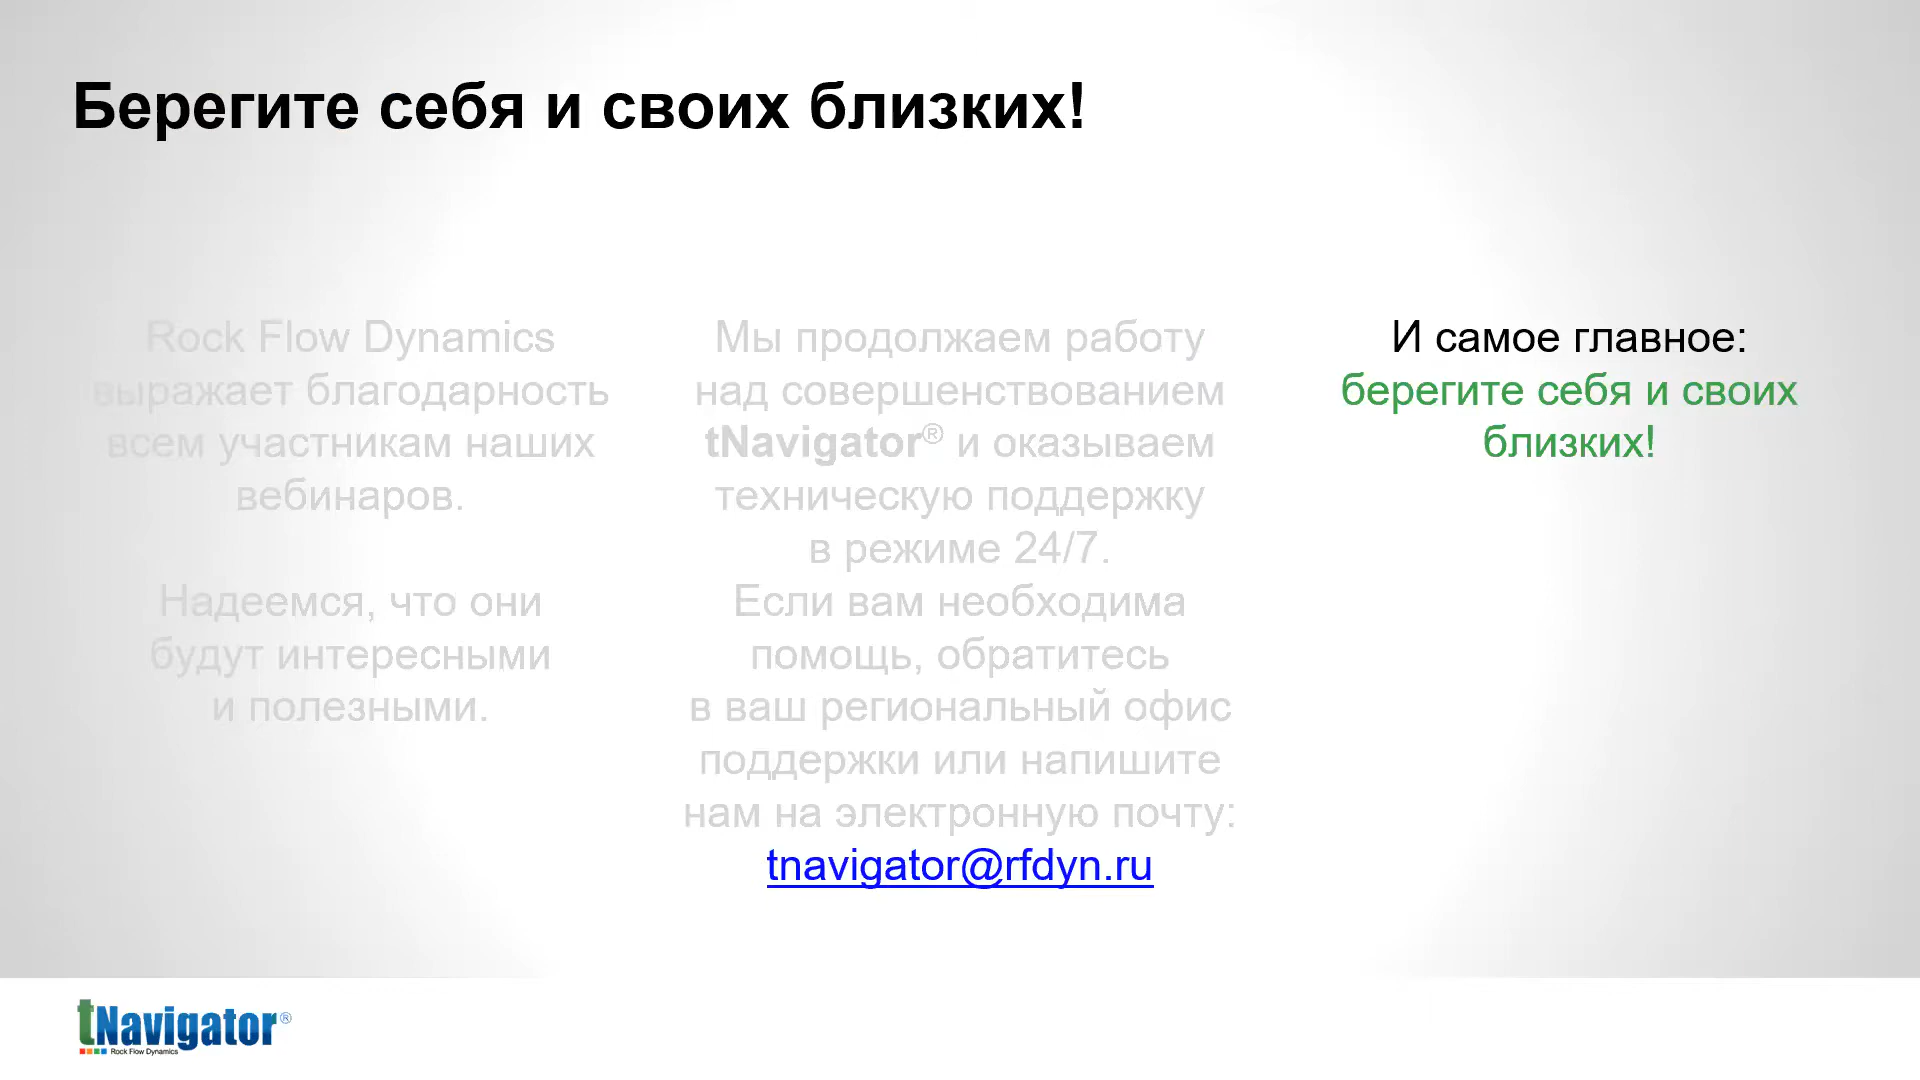 Берегите себя и своих близких!
Rock Flow Dynamics
выражает благодарность
всем участникам наших
вебинаров.
Надеемся, что они
будут интересными
и полезными.
Мы продолжаем работу
над совершенствованием
tNavigator® и оказываем
техническую поддержку
в режиме 24/7.
Если вам необходима
помощь, обратитесь
в ваш региональный офис
поддержки или напишите
нам на электронную почту:
tnavigator@rfdyn.ru
И самое главное:
берегите себя и своих
близких!
tNavigator®
Rock Flow Dynamics